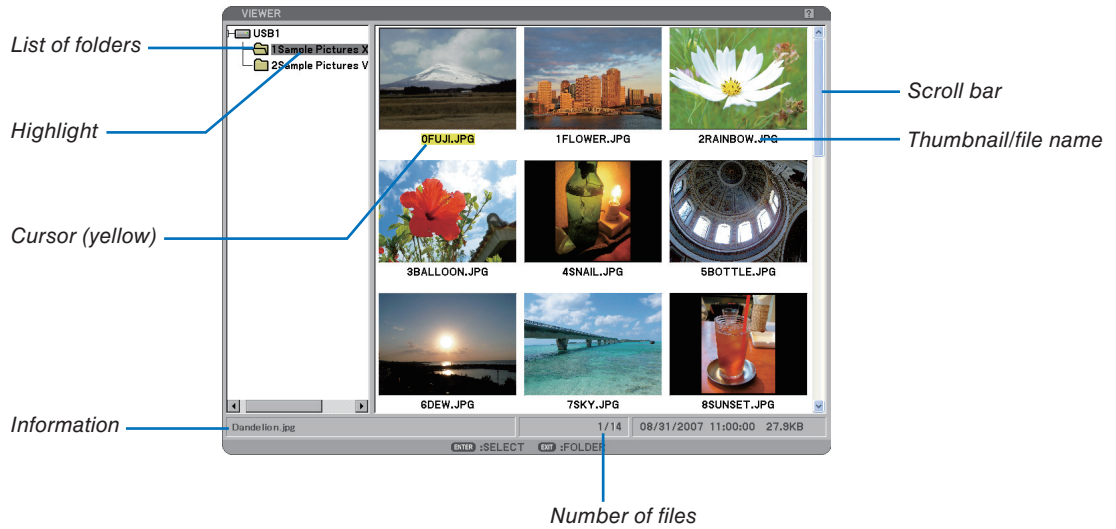 VIEWER ?
List of folders
USB1
1Sample Pictures X
2Sample Pictures V
Highlight
Cursor (yellow)
Information
0FUJI.JPG 1FLOWER.JPG 2RAINBOW.JPG
Scroll bar
Thumbnail/file name
3BALLOON.JPG 4SNAIL.JPG 5BOTTLE.JPG
6DEW.JPG 7SKY.JPG 8SUNSET.JPG
Dandelion.jpg 1/14 08/31/2007 11:00:00 27.9KB
ENTER :SELECT EXIT :FOLDER
Number of files